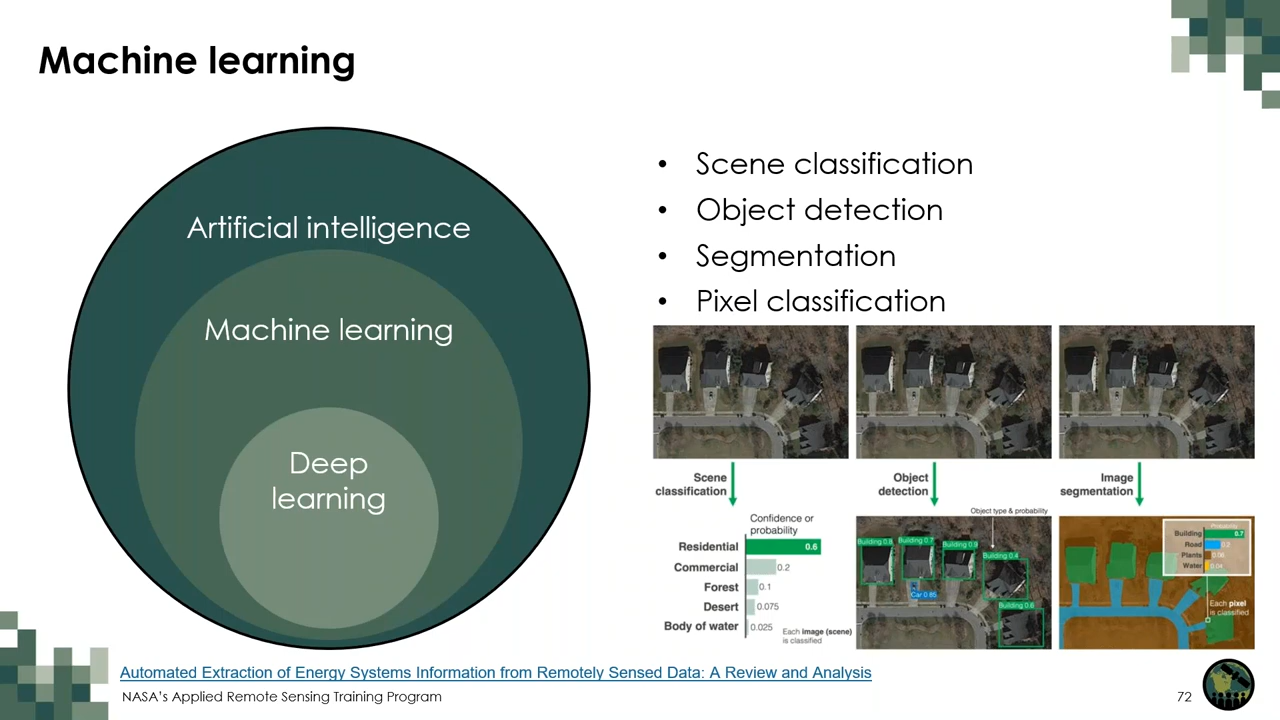 Machine learning
Artificial intelligence
Machine learning
Deep
learning
• Scene classification
• Object detection
• Segmentation
• Pixel classification
Scene
classification
Object
detection
Image
segmentation
Confidence or
probability
Residential 0.6
Commercial 0.2
Forest 0.1
Desert 0.075
Body of water 0.025
Each image (scene)
is classified
Object type & probability
Building 0.8
Building 0.7
Building 0.9
Building 0.4
Car 0.85
Building 0.6
Probability
Building 0.7
Road 0.2
Plants 0.06
Water 0.04
Each pixel
is classified
Automated Extraction of Energy Systems Information from Remotely Sensed Data: A Review and Analysis
NASA’s Applied Remote Sensing Training Program
72